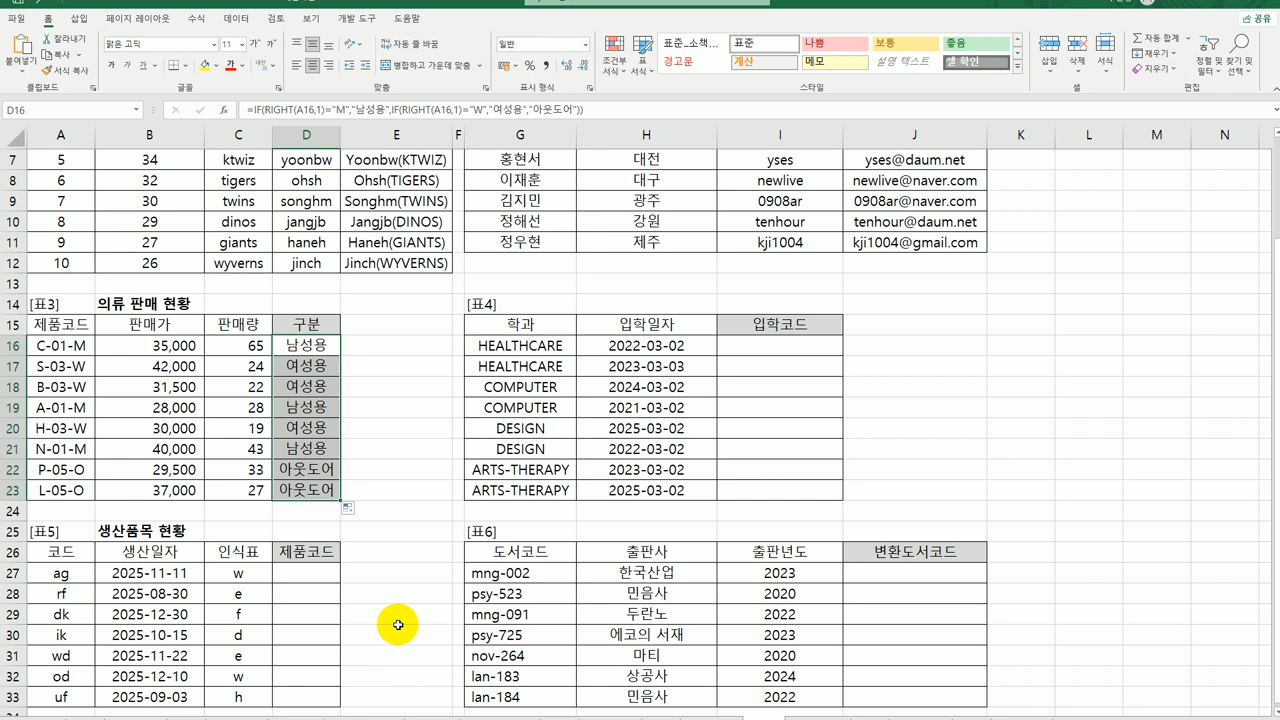 파일 홈 삽입 페이지 레이아웃 수식 데이터 검토 보기 개발 도구 도움말 공유
붙여넣기 잘라내기 복사 서식 복사 클립보드
맑은 고딕 11 가 가 가 가 가 글꼴
자동 줄 바꿈 병합하고 가운데 맞춤 맞춤
일반 % 표시 형식
조건부 서식 표 서식 표준_소책... 표준 나쁨 보통 좋음
경고문 계산 메모 설명 텍스트 셀 확인 스타일
삽입 삭제 서식 셀
자동 합계 채우기 지우기 정렬 및 필터 찾기 및 선택 편집
D16 fx =IF(RIGHT(A16,1)="M","남성용",IF(RIGHT(A16,1)="W","여성용","아웃도어"))
A B C D E F G H I J K L M N
7 5 34 ktwiz yoonbw Yoonbw(KTWIZ) 홍현서 대전 yses yses@daum.net
8 6 32 tigers ohsh Ohsh(TIGERS) 이재훈 대구 newlive newlive@naver.com
9 7 30 twins songhm Songhm(TWINS) 김지민 광주 0908ar 0908ar@naver.com
10 8 29 dinos jangjb Jangjb(DINOS) 정해선 강원 tenhour tenhour@daum.net
11 9 27 giants haneh Haneh(GIANTS) 정우현 제주 kji1004 kji1004@gmail.com
12 10 26 wyverns jinch Jinch(WYVERNS)
13
14 [표3] 의류 판매 현황 [표4]
15 제품코드 판매가 판매량 구분 학과 입학일자 입학코드
16 C-01-M 35,000 65 남성용 HEALTHCARE 2022-03-02
17 S-03-W 42,000 24 여성용 HEALTHCARE 2023-03-03
18 B-03-W 31,500 22 여성용 COMPUTER 2024-03-02
19 A-01-M 28,000 28 남성용 COMPUTER 2021-03-02
20 H-03-W 30,000 19 여성용 DESIGN 2025-03-02
21 N-01-M 40,000 43 남성용 DESIGN 2022-03-02
22 P-05-O 29,500 33 아웃도어 ARTS-THERAPY 2023-03-02
23 L-05-O 37,000 27 아웃도어 ARTS-THERAPY 2025-03-02
24
25 [표5] 생산품목 현황 [표6]
26 코드 생산일자 인식표 제품코드 도서코드 출판사 출판년도 변환도서코드
27 ag 2025-11-11 w mng-002 한국산업 2023
28 rf 2025-08-30 e psy-523 민음사 2020
29 dk 2025-12-30 f mng-091 두란노 2022
30 ik 2025-10-15 d psy-725 에코의 서재 2023
31 wd 2025-11-22 e nov-264 마티 2020
32 od 2025-12-10 w lan-183 상공사 2024
33 uf 2025-09-03 h lan-184 민음사 2022